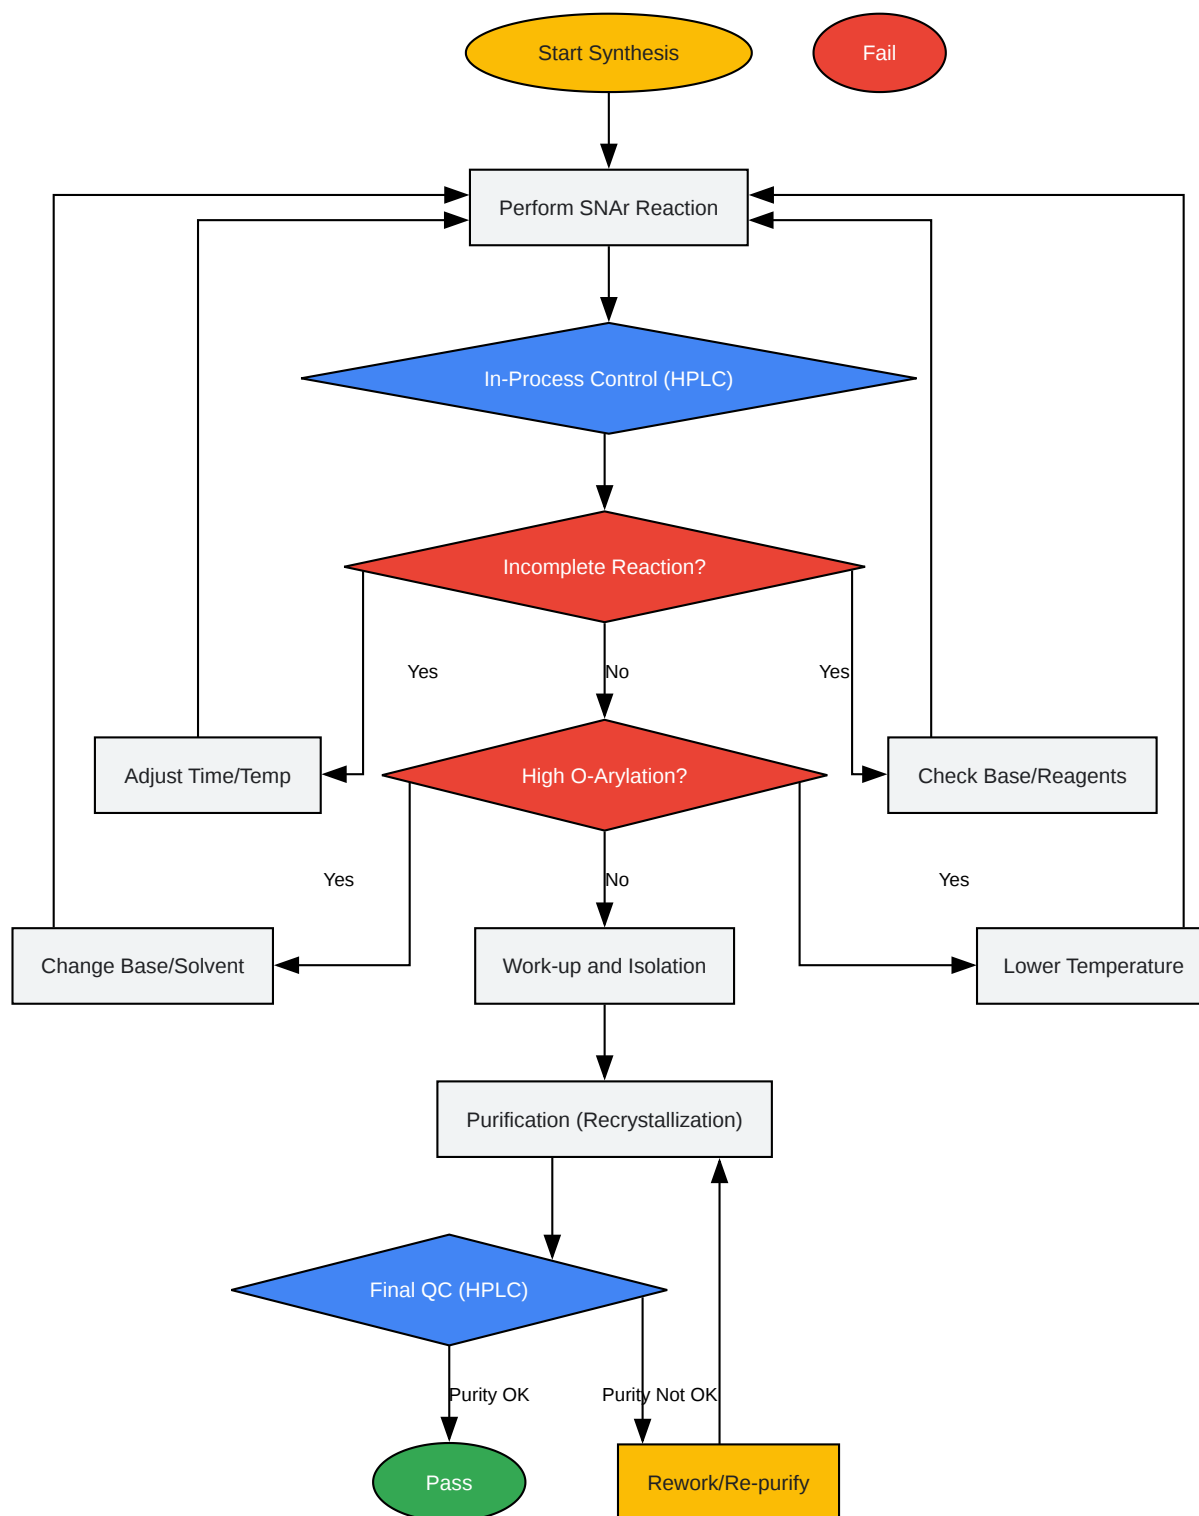 Start Synthesis
Fail
Perform SNAr Reaction
In-Process Control (HPLC)
Incomplete Reaction?
Yes
No
Yes
Adjust Time/Temp
High O-Arylation?
Check Base/Reagents
Yes
No
Yes
Change Base/Solvent
Work-up and Isolation
Lower Temperature
Purification (Recrystallization)
Final QC (HPLC)
Purity OK
Purity Not OK
Pass
Rework/Re-purify